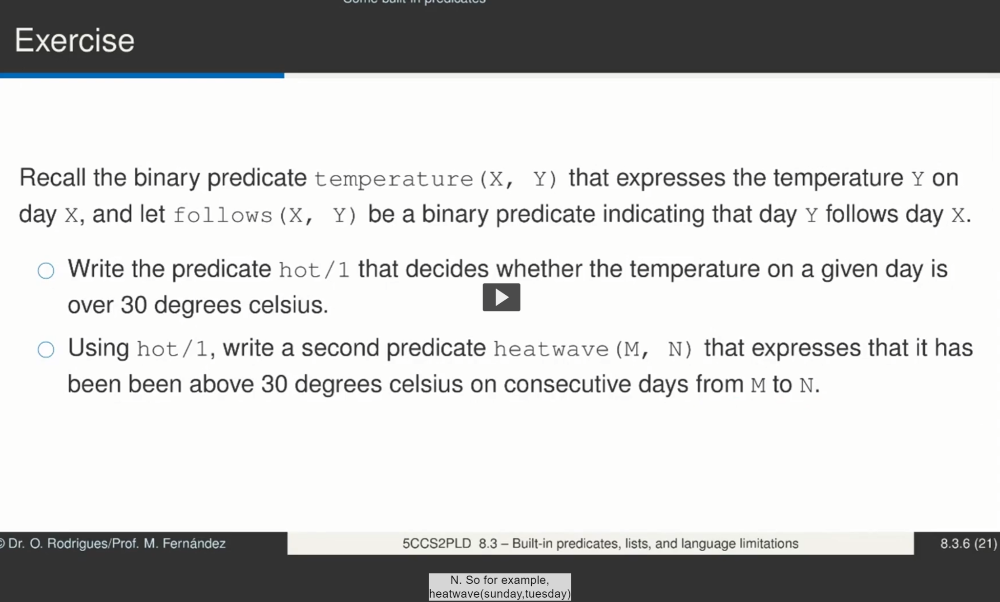 Some built-in predicates
Exercise
Recall the binary predicate temperature(X, Y) that expresses the temperature Y on
day X, and let follows(X, Y) be a binary predicate indicating that day Y follows day X.
Write the predicate hot/1 that decides whether the temperature on a given day is
over 30 degrees celsius.
Using hot/1, write a second predicate heatwave(M, N) that expresses that it has
been been above 30 degrees celsius on consecutive days from M to N.
© Dr. O. Rodrigues/Prof. M. Fernández
5CCS2PLD 8.3 – Built-in predicates, lists, and language limitations
8.3.6 (21)
N. So for example,
heatwave(sunday,tuesday)